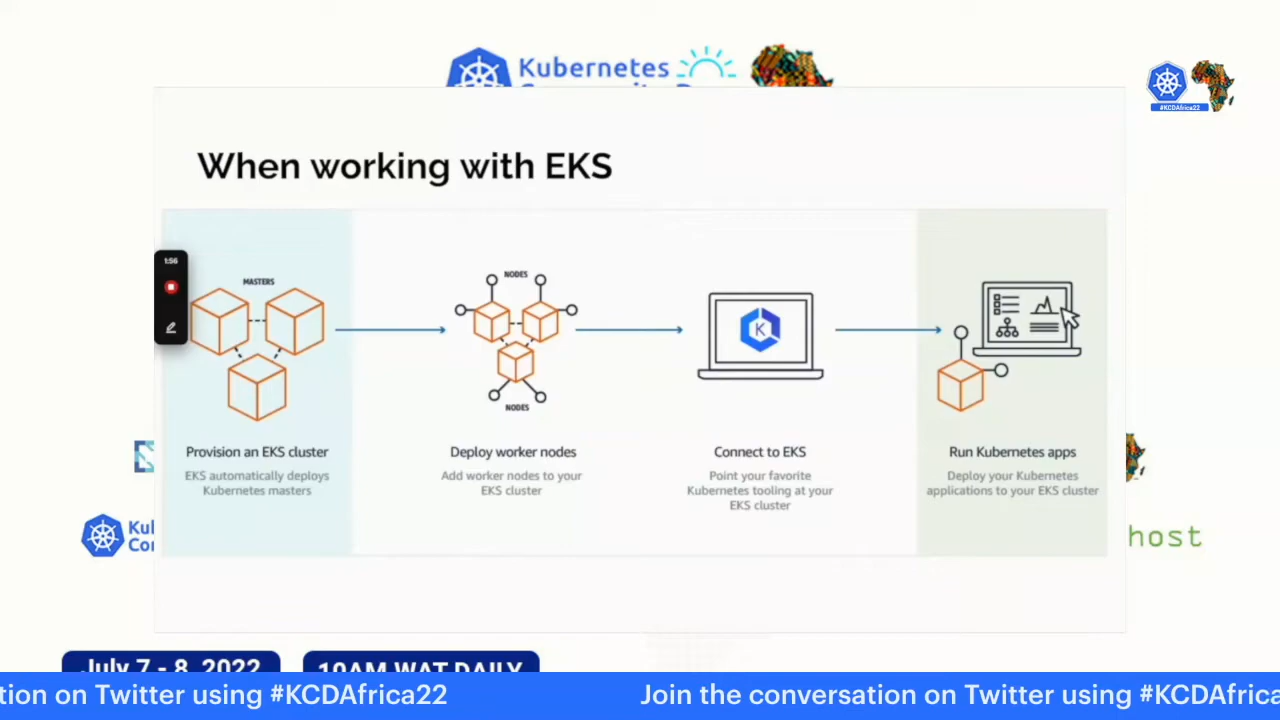 Kubernetes
#KCDAfrica22
When working with EKS
1:56
MASTERS
NODES
K
NODES
Provision an EKS cluster
EKS automatically deploys
Kubernetes masters
Deploy worker nodes
Add worker nodes to your
EKS cluster
Connect to EKS
Point your favorite
Kubernetes tooling at your
EKS cluster
Run Kubernetes apps
Deploy your Kubernetes
applications to your EKS cluster
host
July 7 - 8, 2022
10AM WAT DAILY
tion on Twitter using #KCDAfrica22
Join the conversation on Twitter using #KCDAfrica